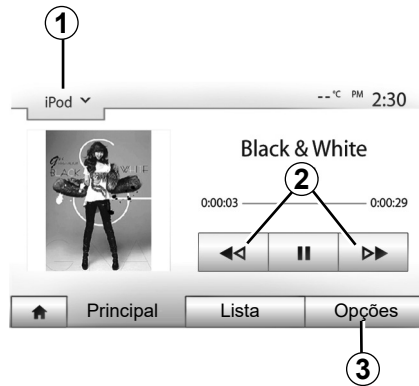 1
iPod
--°C PM 2:30
Black & White
2
0:00:03 0:00:29
Principal Lista Opções
3